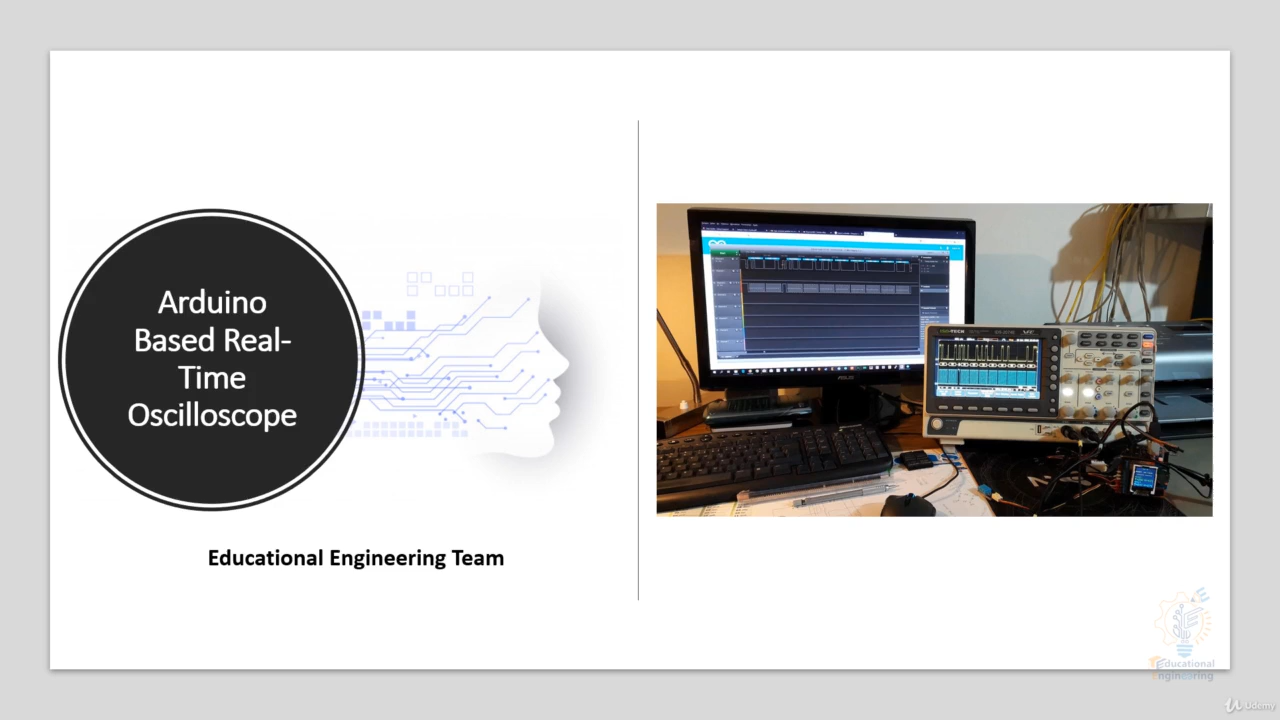 Arduino
Based Real-
Time
Oscilloscope
Educational Engineering Team
Educational
Engineering
Udemy